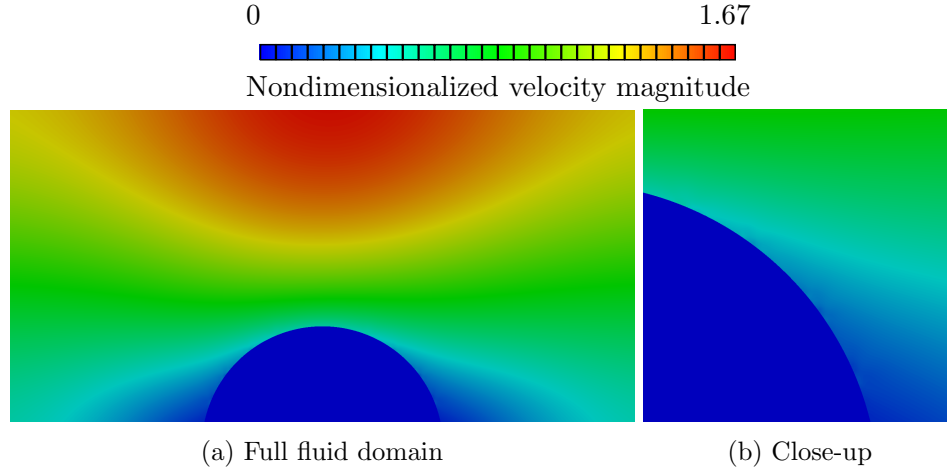 0 1.67
Nondimensionalized velocity magnitude
(a) Full fluid domain (b) Close-up